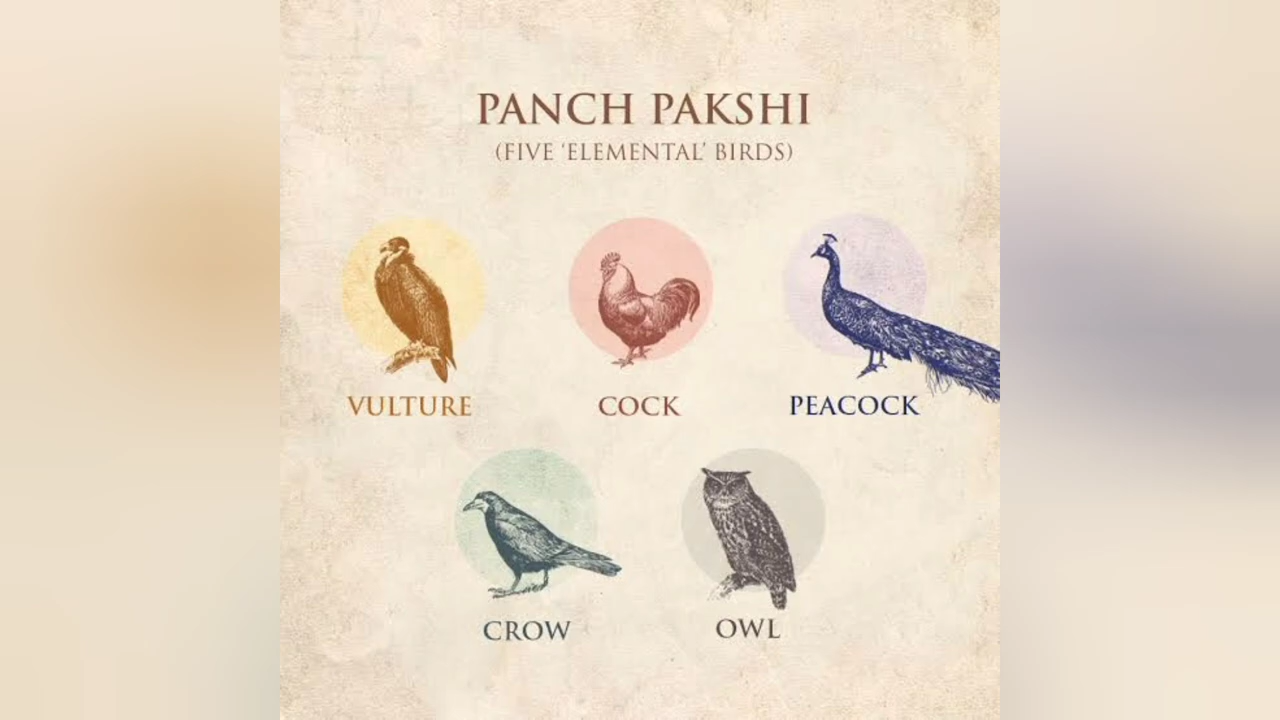 PANCH PAKSHI
(FIVE ‘ELEMENTAL’ BIRDS)
VULTURE
COCK
PEACOCK
CROW
OWL